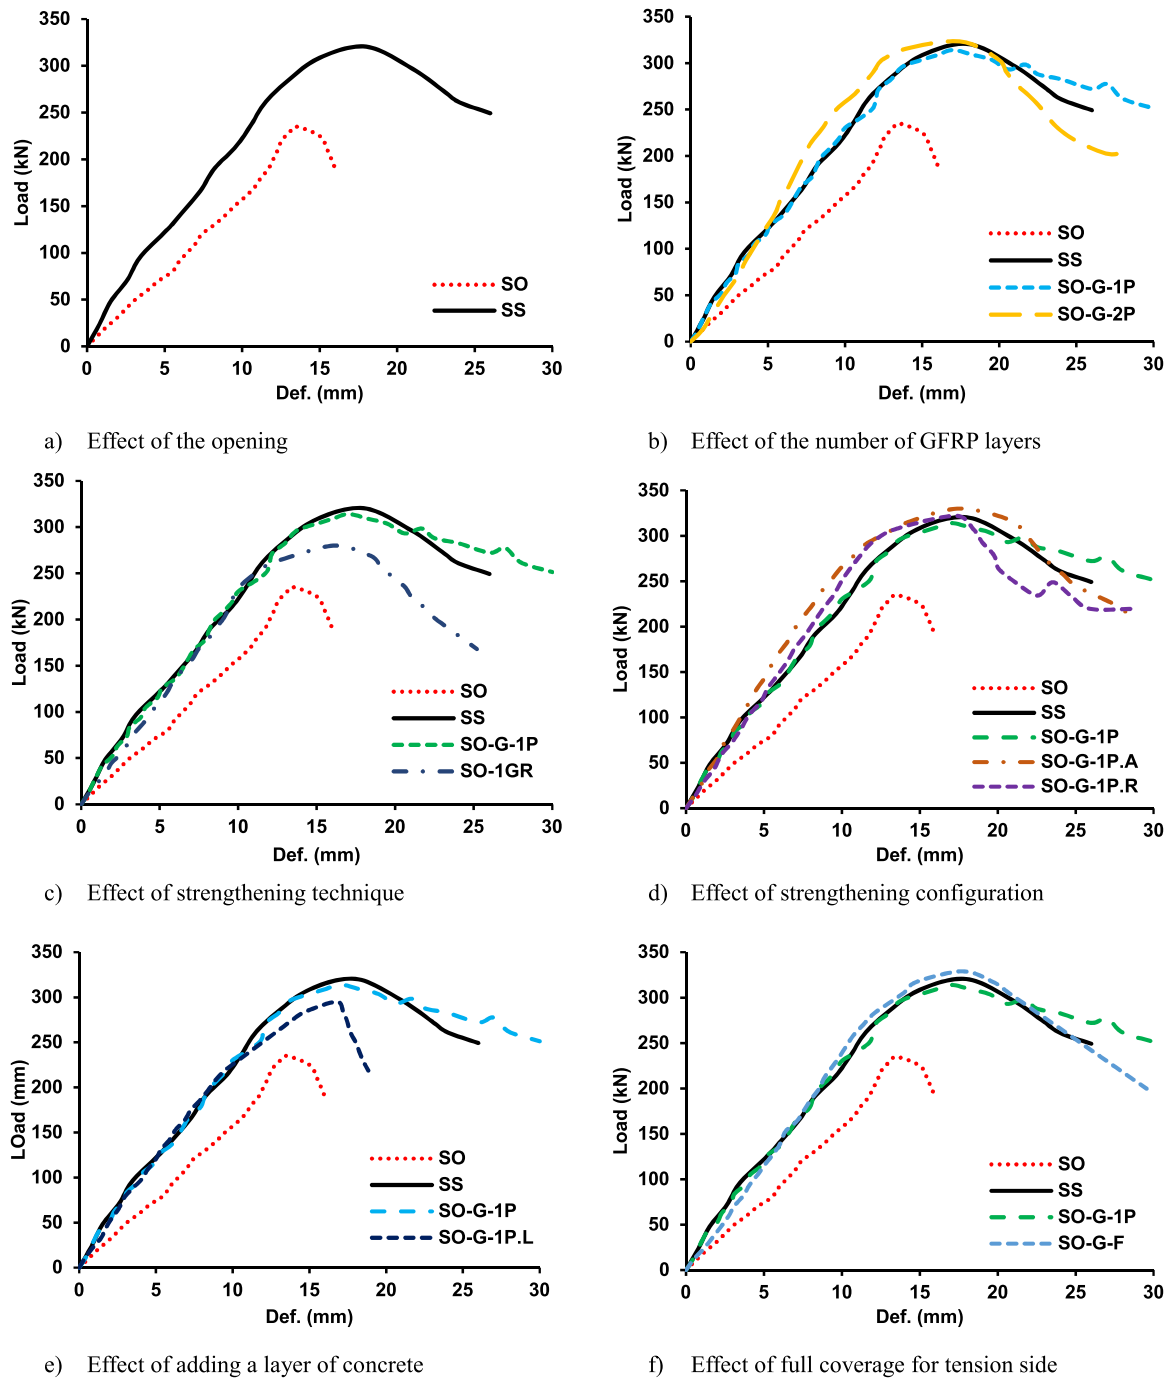 350
300
250
200
150
100
50
0
Load (kN)
0 5 10 15 20 25 30
Def. (mm)
SO
SS
a) Effect of the opening
350
300
250
200
150
100
50
0
Load (kN)
0 5 10 15 20 25 30
Def. (mm)
SO
SS
SO-G-1P
SO-G-2P
b) Effect of the number of GFRP layers
350
300
250
200
150
100
50
0
Load (kN)
0 5 10 15 20 25 30
Def. (mm)
SO
SS
SO-G-1P
SO-1GR
c) Effect of strengthening technique
350
300
250
200
150
100
50
0
Load (kN)
0 5 10 15 20 25 30
Def. (mm)
SO
SS
SO-G-1P
SO-G-1P.A
SO-G-1P.R
d) Effect of strengthening configuration
350
300
250
200
150
100
50
0
LOad (mm)
0 5 10 15 20 25 30
Def. (mm)
SO
SS
SO-G-1P
SO-G-1P.L
e) Effect of adding a layer of concrete
350
300
250
200
150
100
50
0
Load (kN)
0 5 10 15 20 25 30
Def. (mm)
SO
SS
SO-G-1P
SO-G-F
f) Effect of full coverage for tension side